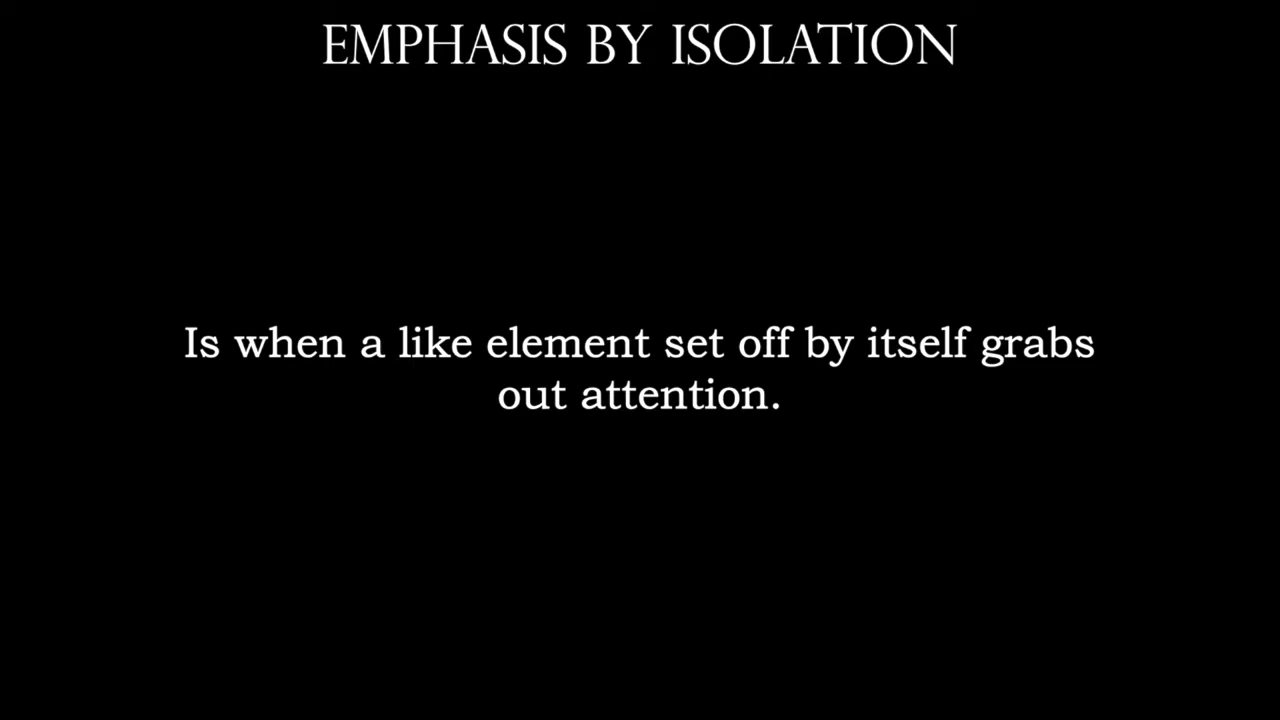 EMPHASIS BY ISOLATION
Is when a like element set off by itself grabs
out attention.